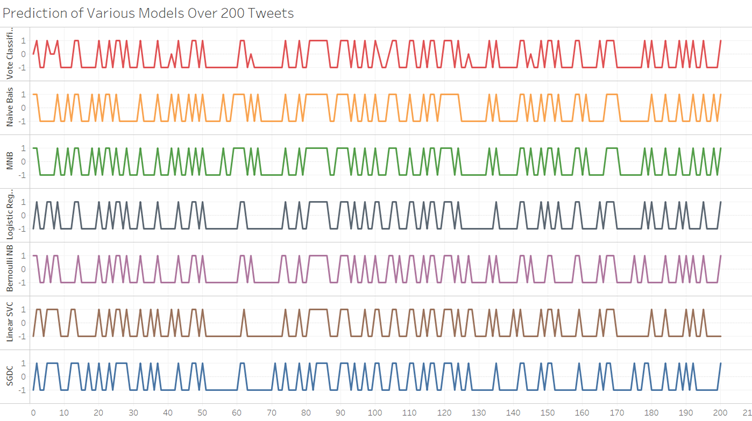 Prediction of Various Models Over 200 Tweets
Vote Classifi..
1
0
-1
Naive Bais
1
0
-1
MNB
1
0
-1
Logistic Reg..
1
0
-1
Bernoulli NB
1
0
-1
Linear SVC
1
0
-1
SGDC
1
0
-1
0 10 20 30 40 50 60 70 80 90 100 110 120 130 140 150 160 170 180 190 200 21